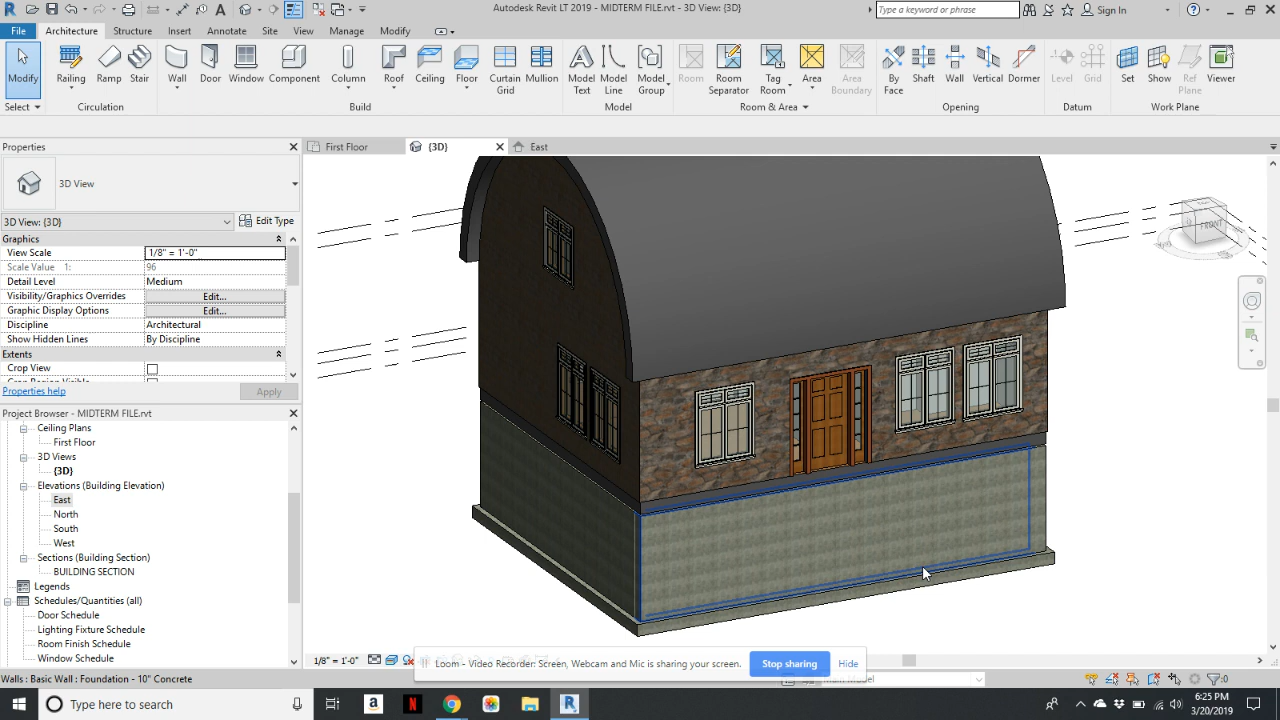 Autodesk Revit LT 2019 - MIDTERM FILE.rvt - 3D View: {3D}
Type a keyword or phrase
Sign In
File Architecture Structure Insert Annotate Site View Manage Modify
Modify Railing Ramp Stair Wall Door Window Component Column Roof Ceiling Floor Curtain Grid Mullion Model Text Model Line Model Group Room Room Separator Tag Room Area Area Boundary By Face Shaft Wall Vertical Dormer Level Grid Set Show Ref Plane Viewer
Select Circulation Build Model Room & Area Opening Datum Work Plane
Properties
First Floor {3D} East
3D View
3D View: {3D} Edit Type
Graphics
View Scale 1/8" = 1'-0"
Scale Value 1: 96
Detail Level Medium
Visibility/Graphics Overrides Edit...
Graphic Display Options Edit...
Discipline Architectural
Show Hidden Lines By Discipline
Extents
Crop View
Properties help Apply
Project Browser - MIDTERM FILE.rvt
Ceiling Plans
First Floor
3D Views
{3D}
Elevations (Building Elevation)
East
North
South
West
Sections (Building Section)
BUILDING SECTION
Legends
Schedules/Quantities (all)
Door Schedule
Lighting Fixture Schedule
Room Finish Schedule
Window Schedule
FRONT
1/8" = 1'-0"
Loom - Video Recorder: Screen, Webcam and Mic is sharing your screen. Stop sharing Hide
Walls : Basic Wall : Foundation - 10" Concrete
Main Model
:0
Type here to search
6:25 PM
3/20/2019